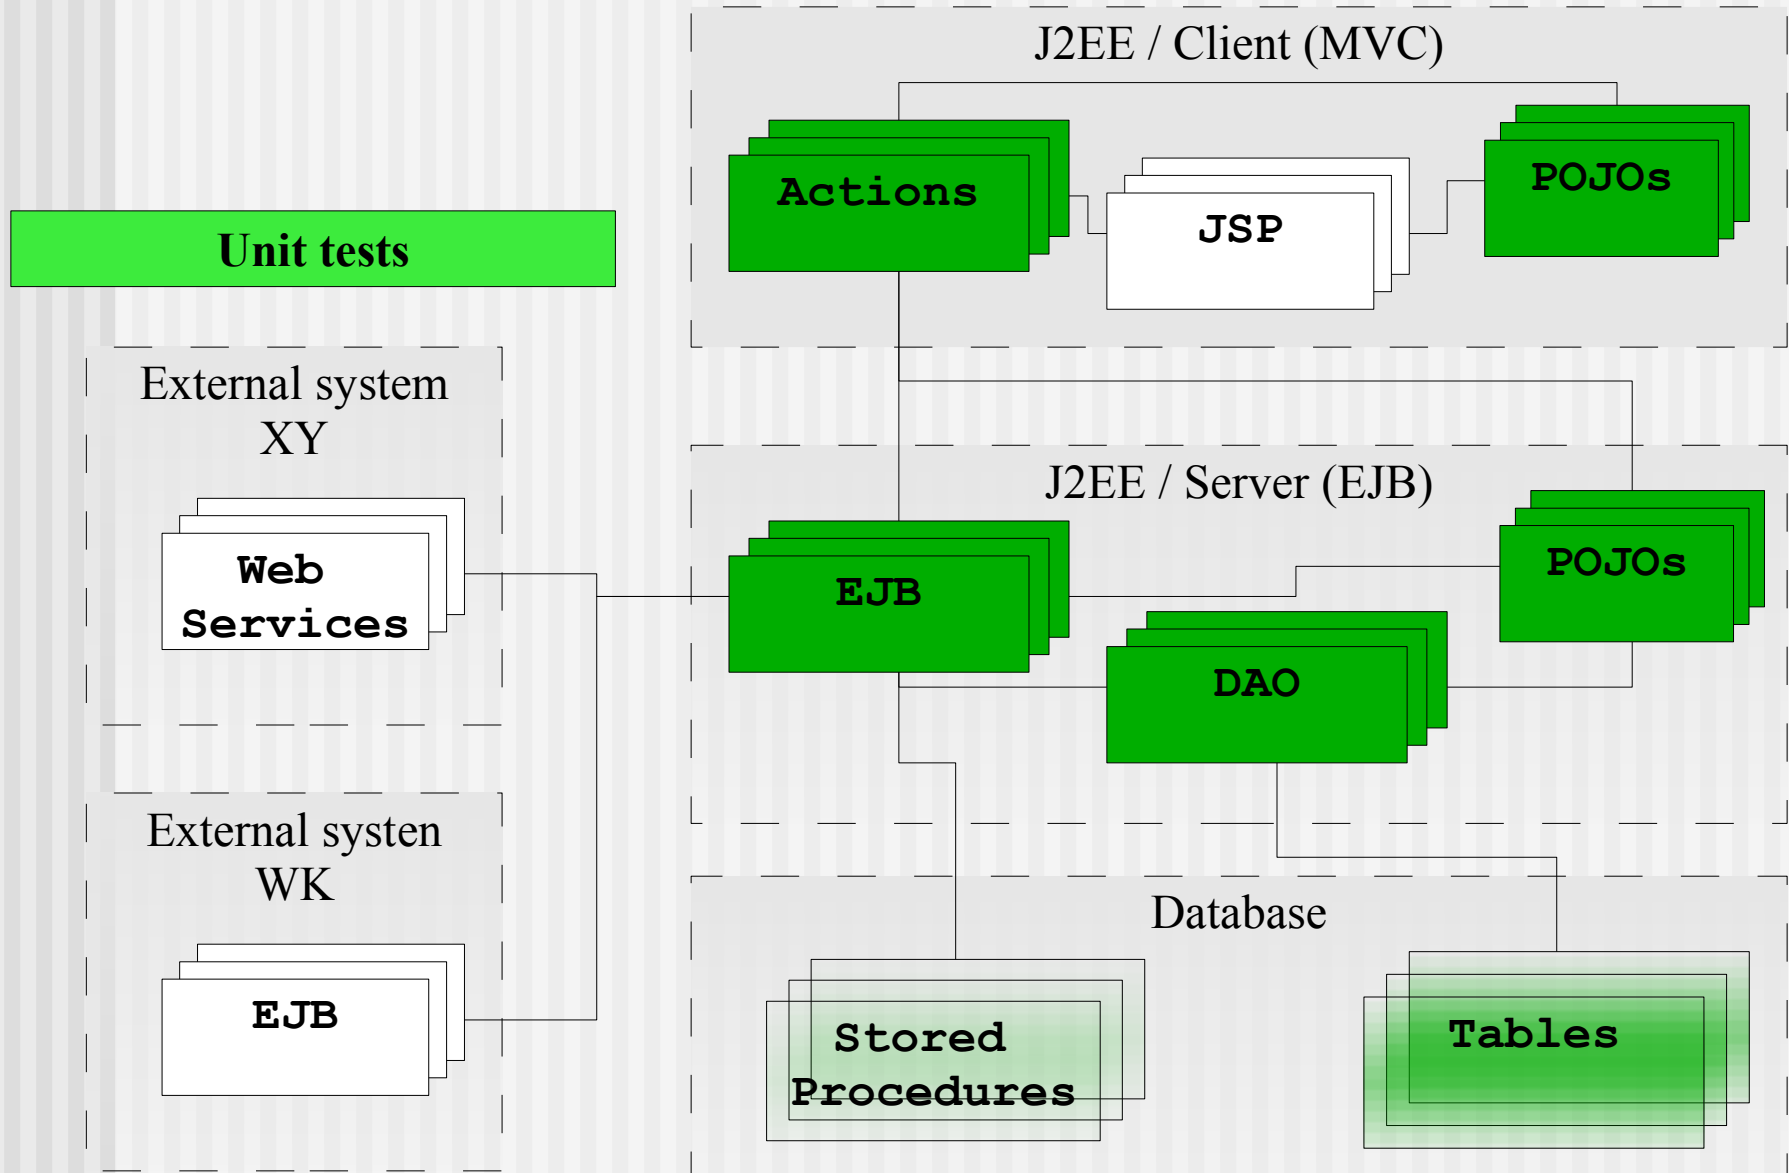 J2EE / Client (MVC)
Actions
JSP
POJOs
Unit tests
External system
XY
Web
Services
J2EE / Server (EJB)
EJB
DAO
POJOs
External systen
WK
EJB
Database
Stored
Procedures
Tables